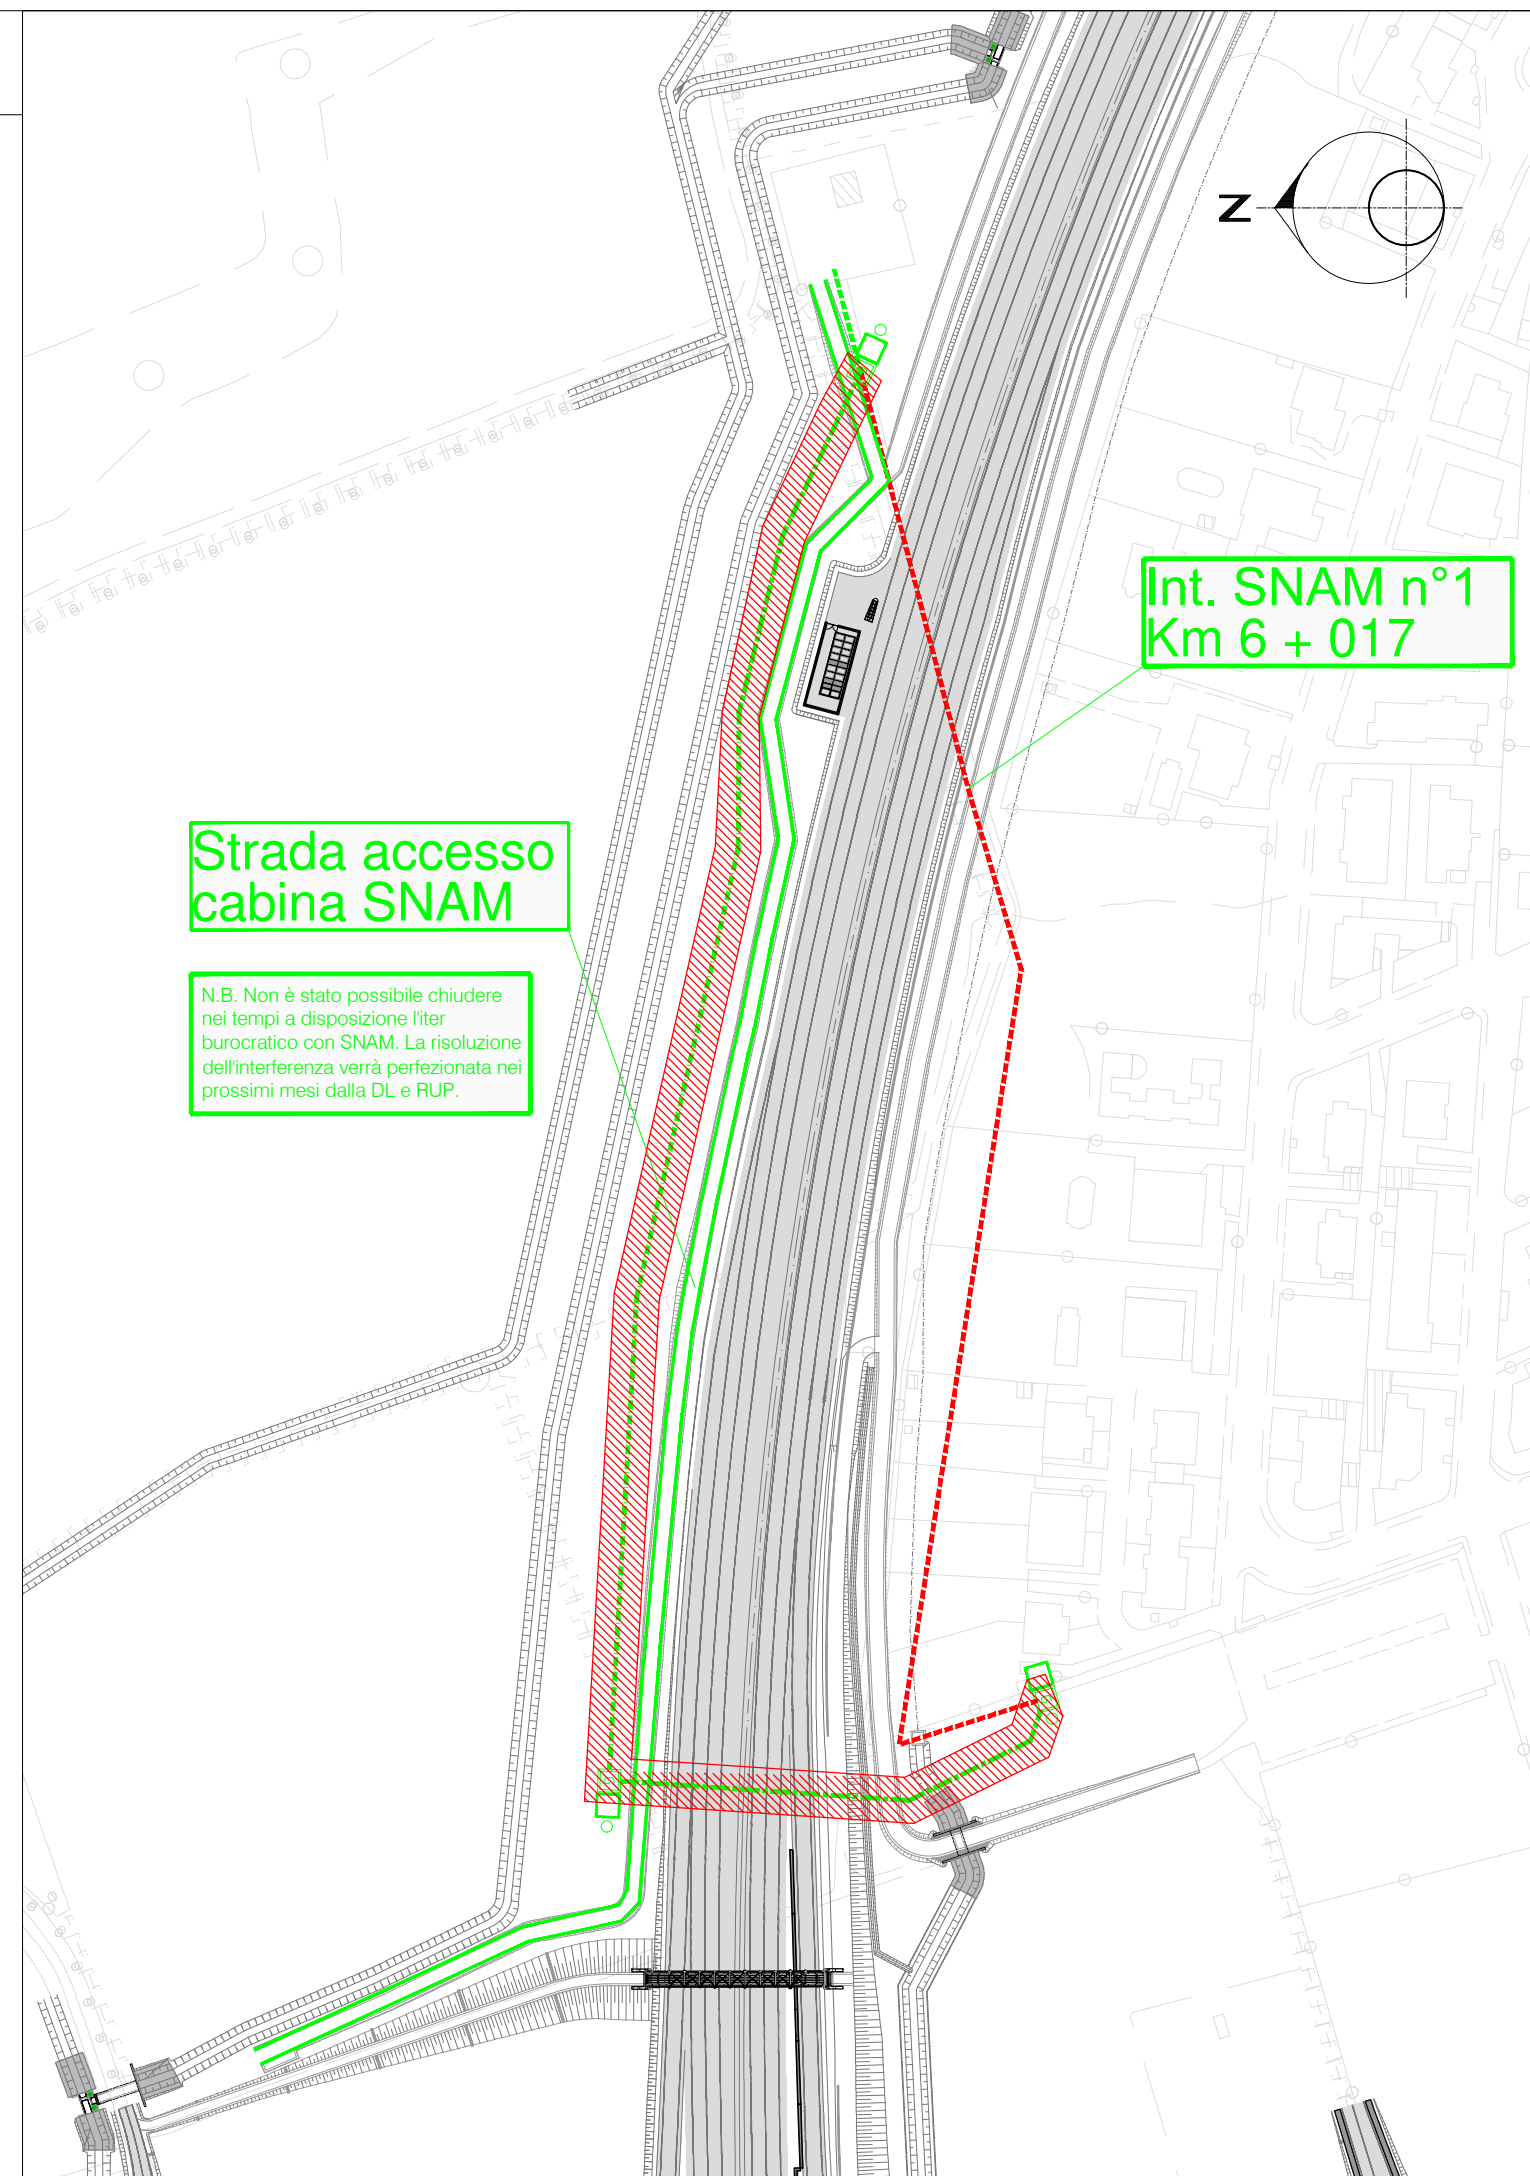 N
Int. SNAM n°1
Km 6 + 017
Strada accesso
cabina SNAM
N.B. Non è stato possibile chiudere
nei tempi a disposizione l'iter
burocratico con SNAM. La risoluzione
dell'interferenza verrà perfezionata nei
prossimi mesi dalla DL e RUP.